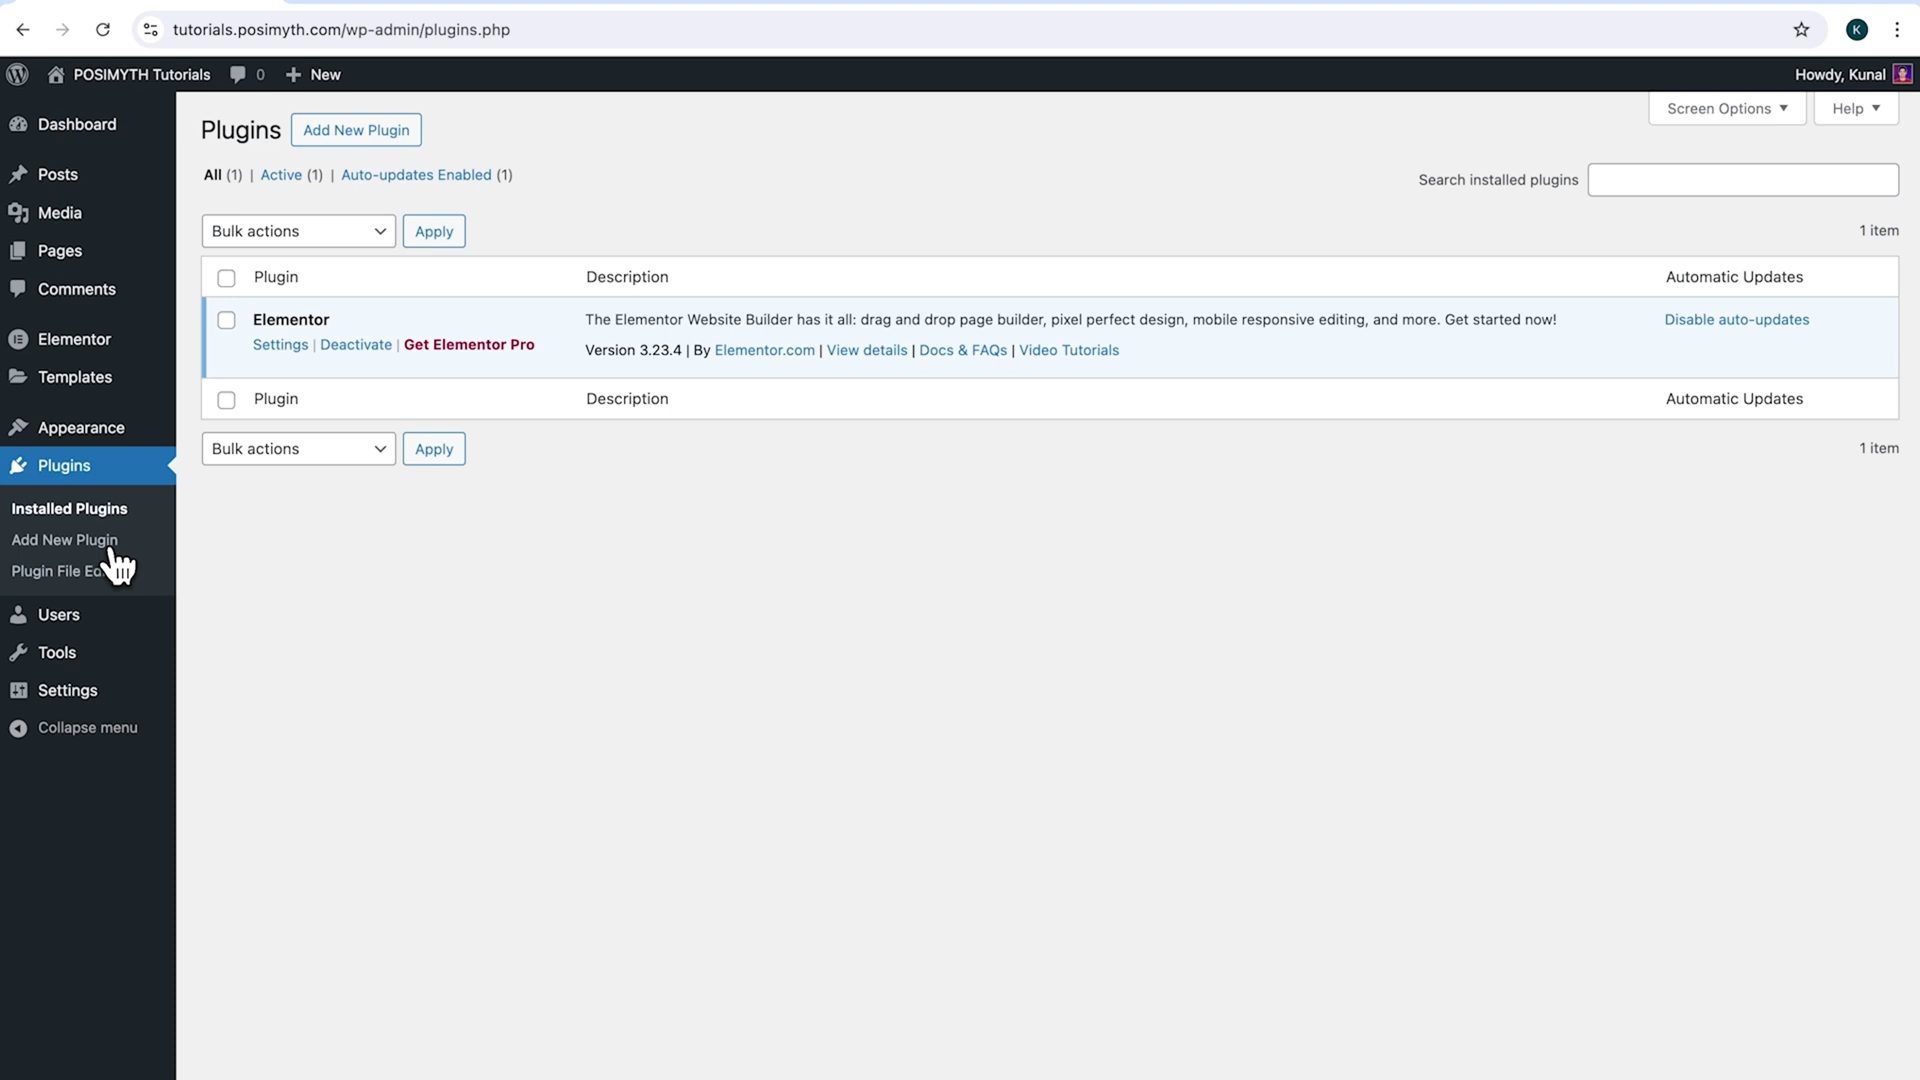 tutorials.posimyth.com/wp-admin/plugins.php
K
POSIMYTH Tutorials 0 New
Howdy, Kunal
Dashboard
Posts
Media
Pages
Comments
Elementor
Templates
Appearance
Plugins
Installed Plugins
Add New Plugin
Plugin File
Users
Tools
Settings
Collapse menu
Screen Options Help
Plugins Add New Plugin
All (1) | Active (1) | Auto-updates Enabled (1)
Search installed plugins
Bulk actions Apply
1 item
Plugin Description Automatic Updates
Elementor The Elementor Website Builder has it all: drag and drop page builder, pixel perfect design, mobile responsive editing, and more. Get started now! Disable auto-updates
Settings | Deactivate | Get Elementor Pro Version 3.23.4 | By Elementor.com | View details | Docs & FAQs | Video Tutorials
Plugin Description Automatic Updates
Bulk actions Apply
1 item